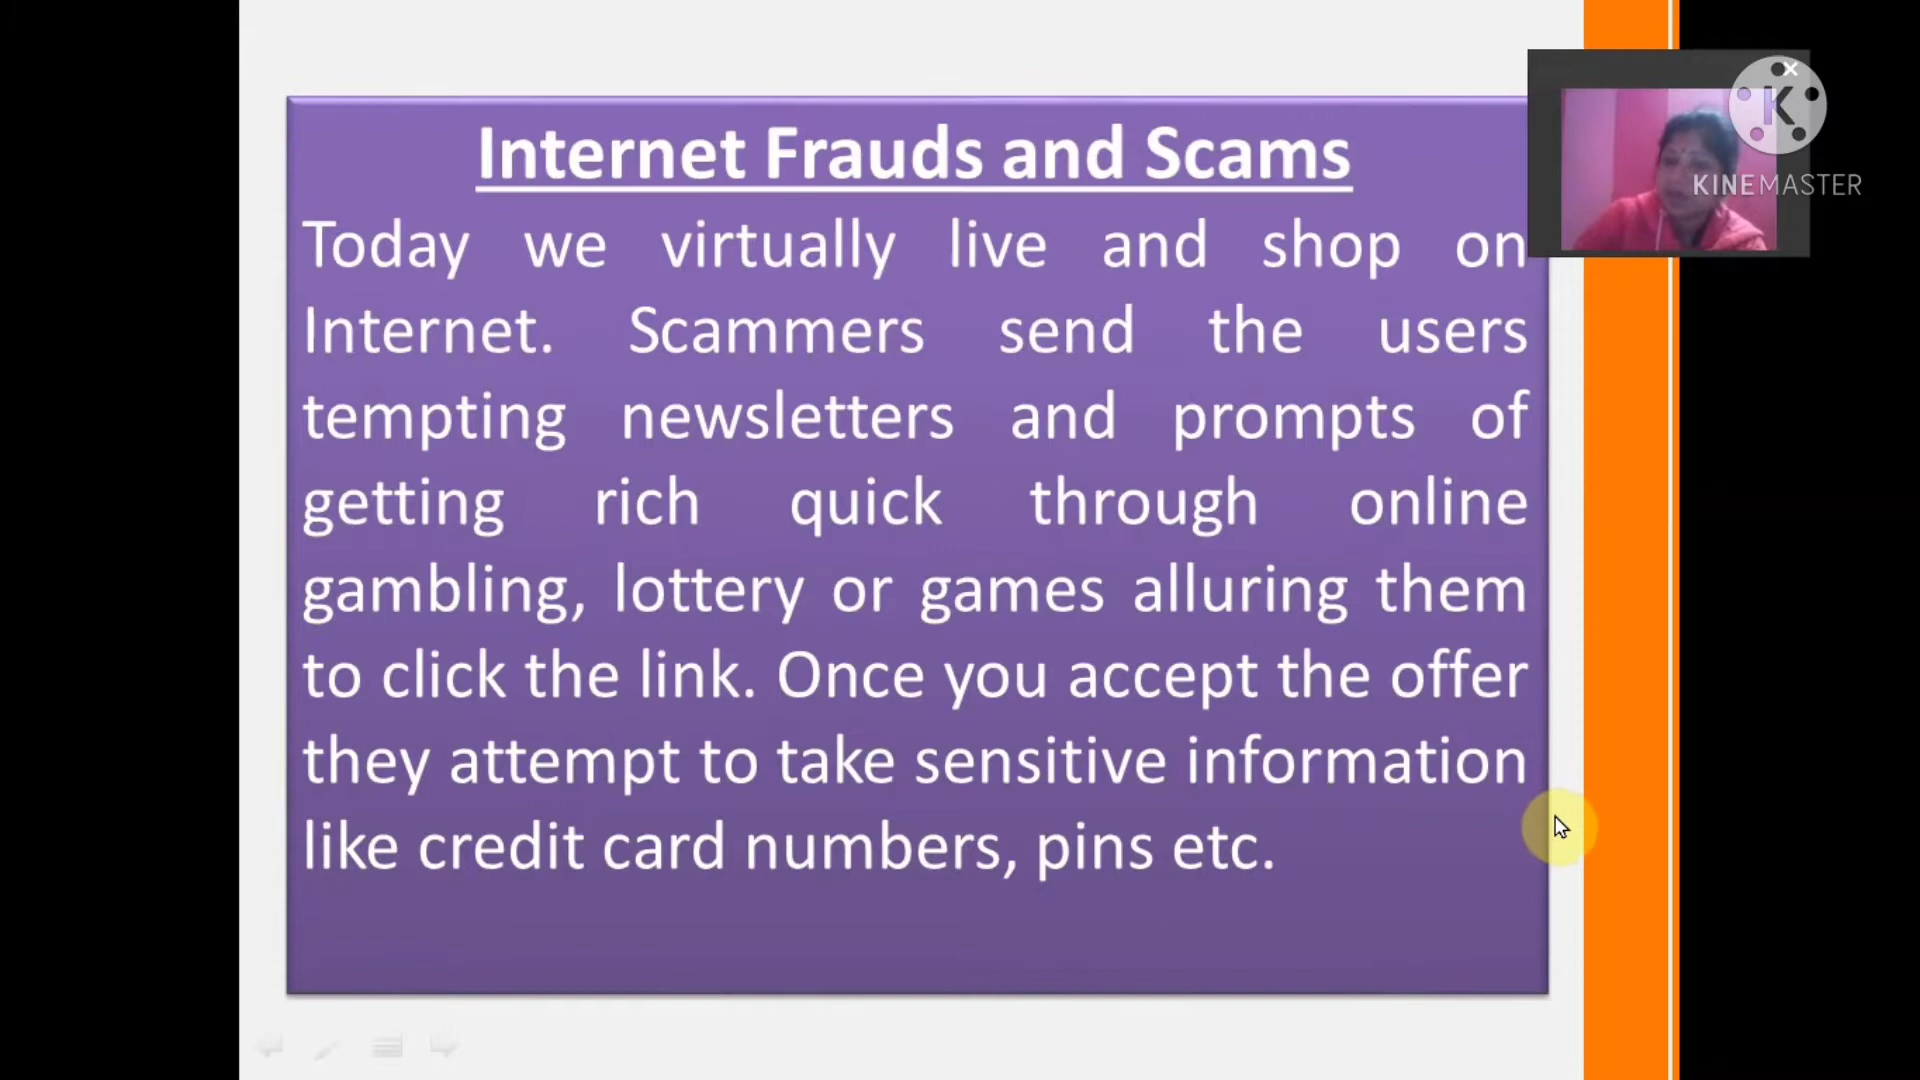 Internet Frauds and Scams
Today we virtually live and shop on
Internet. Scammers send the users
tempting newsletters and prompts of
getting rich quick through online
gambling, lottery or games alluring them
to click the link. Once you accept the offer
they attempt to take sensitive information
like credit card numbers, pins etc.
K
KINEMASTER